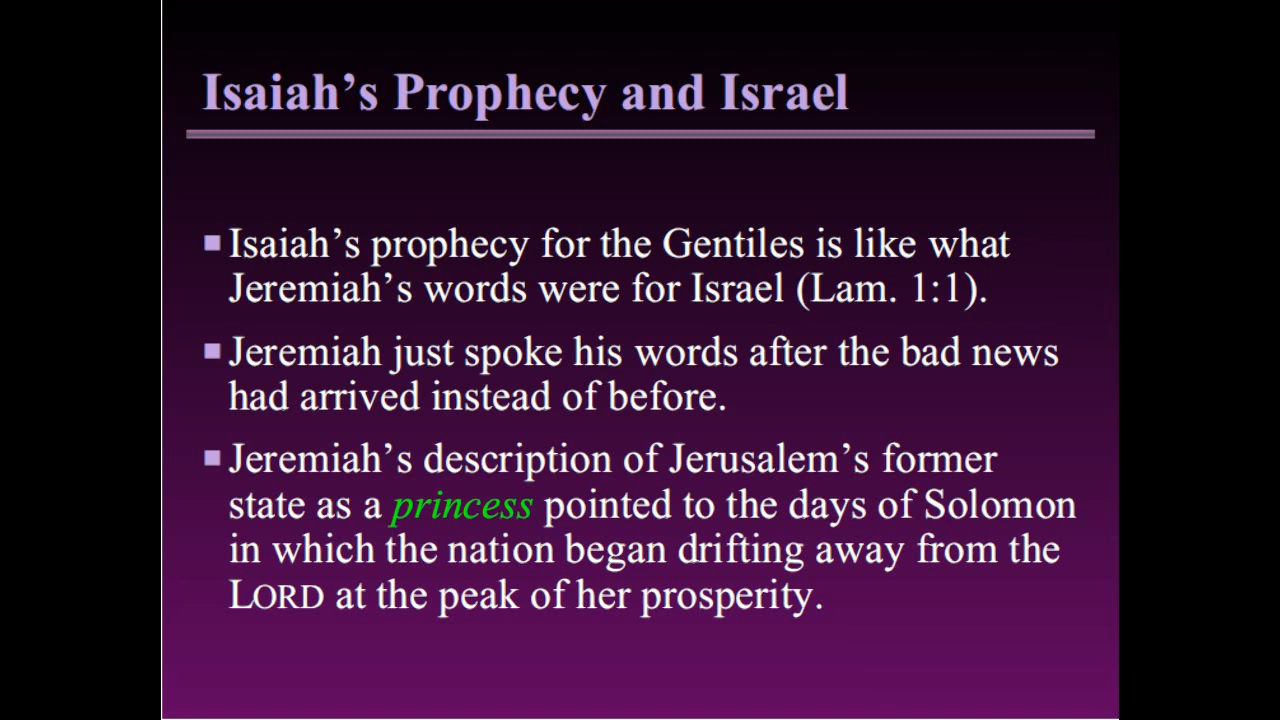 Isaiah’s Prophecy and Israel
Isaiah’s prophecy for the Gentiles is like what
Jeremiah’s words were for Israel (Lam. 1:1).
Jeremiah just spoke his words after the bad news
had arrived instead of before.
Jeremiah’s description of Jerusalem’s former
state as a princess pointed to the days of Solomon
in which the nation began drifting away from the
LORD at the peak of her prosperity.